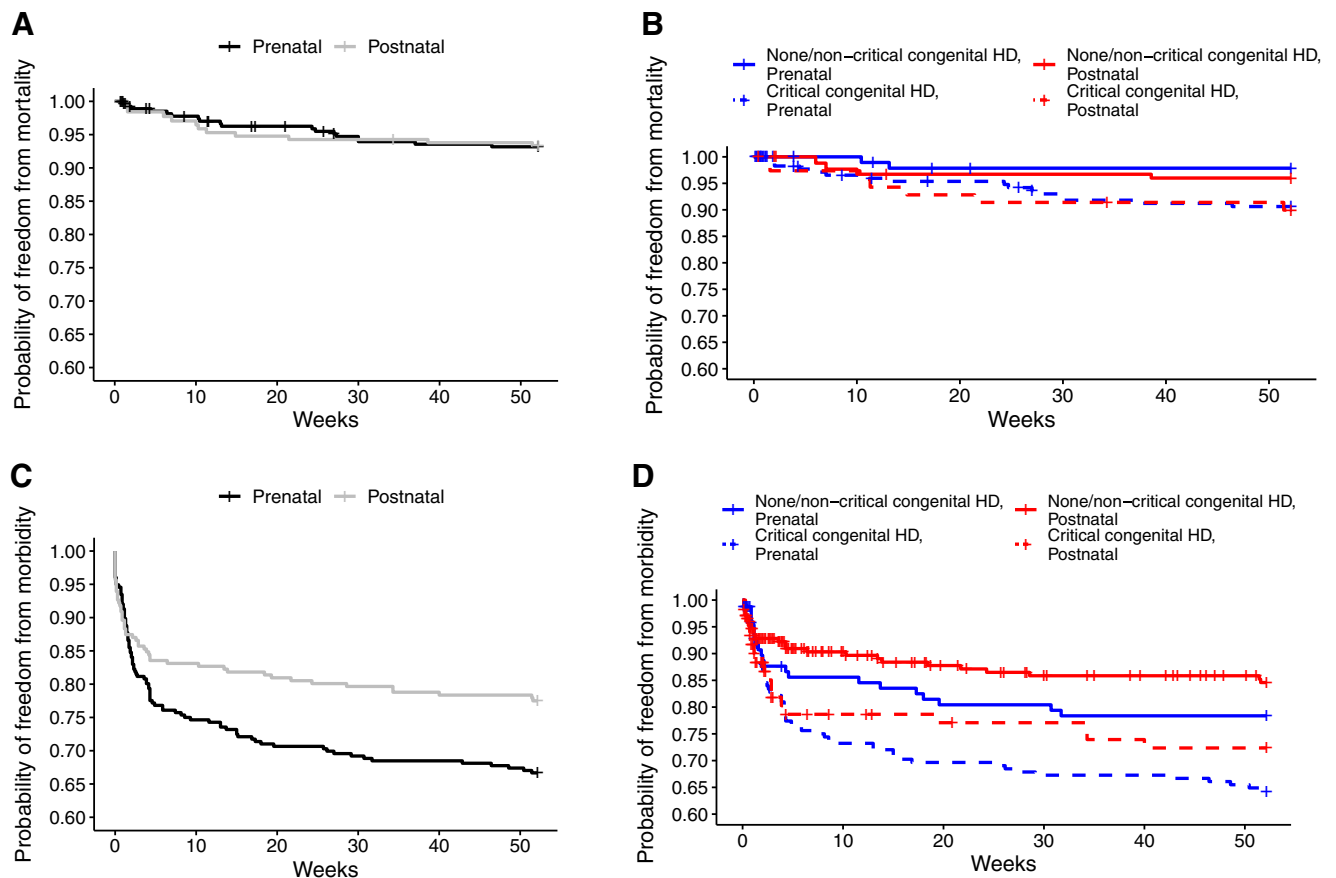 A
Prenatal Postnatal
Probability of freedom from mortality
1.00
0.95
0.90
0.85
0.80
0.75
0.70
0.65
0.60
0 10 20 30 40 50
Weeks
B
None/non−critical congenital HD,
Prenatal
None/non−critical congenital HD,
Postnatal
Critical congenital HD,
Prenatal
Critical congenital HD,
Postnatal
Probability of freedom from mortality
1.00
0.95
0.90
0.85
0.80
0.75
0.70
0.65
0.60
0 10 20 30 40 50
Weeks
C
Prenatal Postnatal
Probability of freedom from morbidity
1.00
0.95
0.90
0.85
0.80
0.75
0.70
0.65
0.60
0 10 20 30 40 50
Weeks
D
None/non−critical congenital HD,
Prenatal
None/non−critical congenital HD,
Postnatal
Critical congenital HD,
Prenatal
Critical congenital HD,
Postnatal
Probability of freedom from morbidity
1.00
0.95
0.90
0.85
0.80
0.75
0.70
0.65
0.60
0 10 20 30 40 50
Weeks